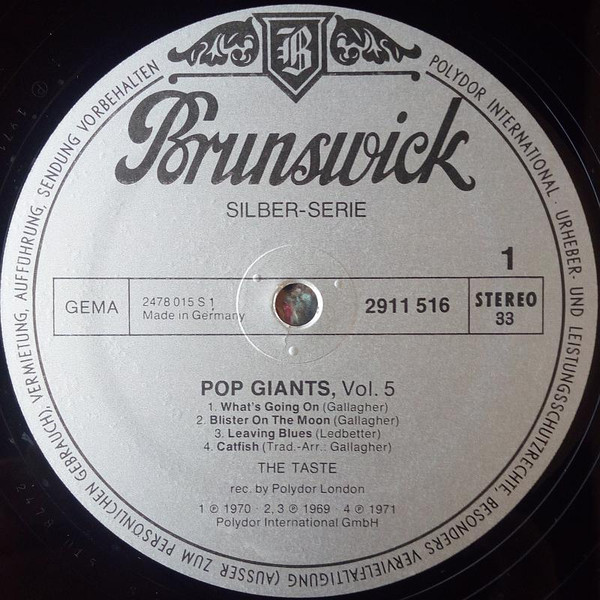 POLYDOR INTERNATIONAL · URHEBER- UND LEISTUNGSSCHUTZRECHTE, BESONDERS VERVIELFÄLTIGUNG (AUSSER ZUM PERSÖNLICHEN GEBRAUCH), VERMIETUNG, AUFFÜHRUNG, SENDUNG VORBEHALTEN
B
Brunswick
SILBER-SERIE
1
GEMA
2478 015 S 1
Made in Germany
2911 516
STEREO
33
POP GIANTS, Vol. 5
1. What's Going On (Gallagher)
2. Blister On The Moon (Gallagher)
3. Leaving Blues (Ledbetter)
4. Catfish (Trad.-Arr.: Gallagher)
THE TASTE
rec. by Polydor London
1 ℗ 1970 · 2, 3 ℗ 1969 · 4 ℗ 1971
Polydor International GmbH